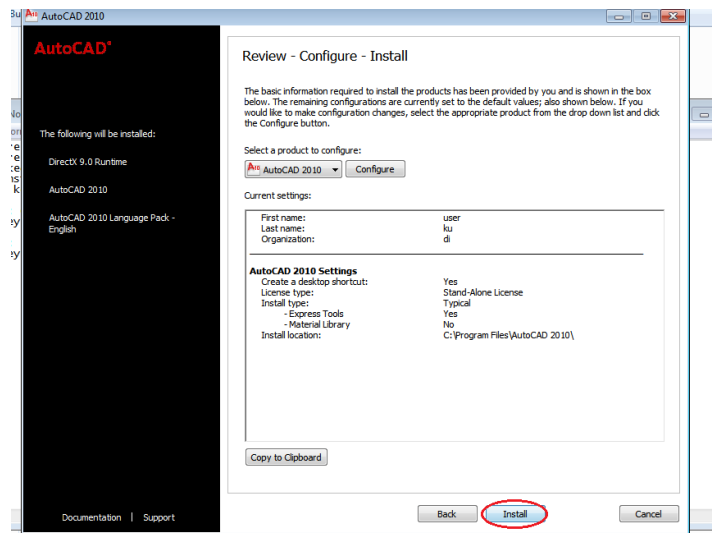 Bu
AutoCAD 2010
AutoCAD®
Review - Configure - Install
The basic information required to install the products has been provided by you and is shown in the box
below. The remaining configurations are currently set to the default values; also shown below. If you
would like to make configuration changes, select the appropriate product from the drop down list and click
the Configure button.
The following will be installed:
DirectX 9.0 Runtime
AutoCAD 2010
AutoCAD 2010 Language Pack -
English
Select a product to configure:
AutoCAD 2010
Configure
Current settings:
First name: user
Last name: ku
Organization: di
AutoCAD 2010 Settings
Create a desktop shortcut: Yes
License type: Stand-Alone License
Install type: Typical
- Express Tools Yes
- Material Library No
Install location: C:\Program Files\AutoCAD 2010\
Copy to Clipboard
Documentation | Support
Back
Install
Cancel